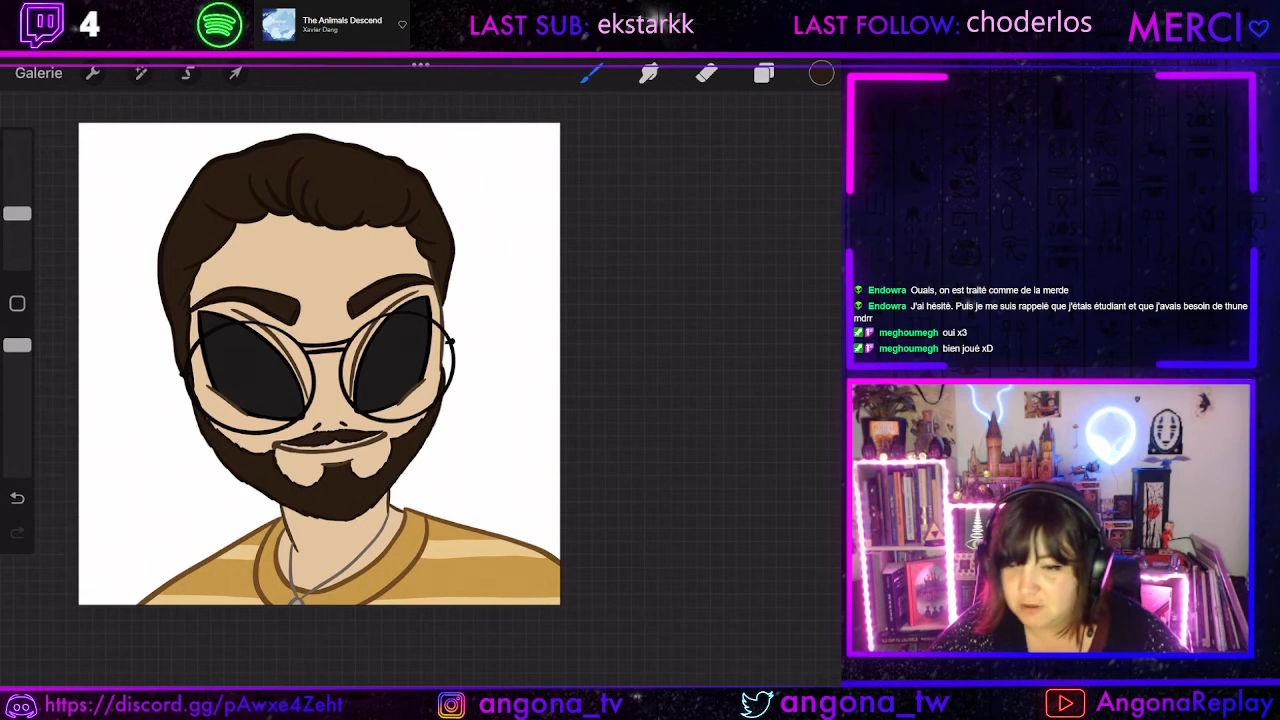 4
The Animals Descend
Xavier Dang
LAST SUB: ekstarkk
LAST FOLLOW: choderlos
MERCI
Galerie
Endowra Ouais, on est traité comme de la merde
Endowra J'ai hésité. Puis je me suis rappelé que j'étais étudiant et que j'avais besoin de thune
mdrr
meghoumegh oui x3
meghoumegh bien joué xD
https://discord.gg/pAwxe4Zeht
angona_tv
angona_tw
AngonaReplay